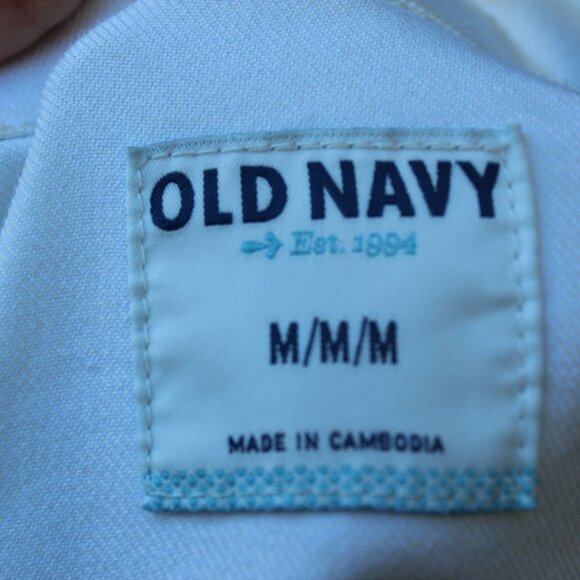 OLD NAVY
Est. 1994
M/M/M
MADE IN CAMBODIA